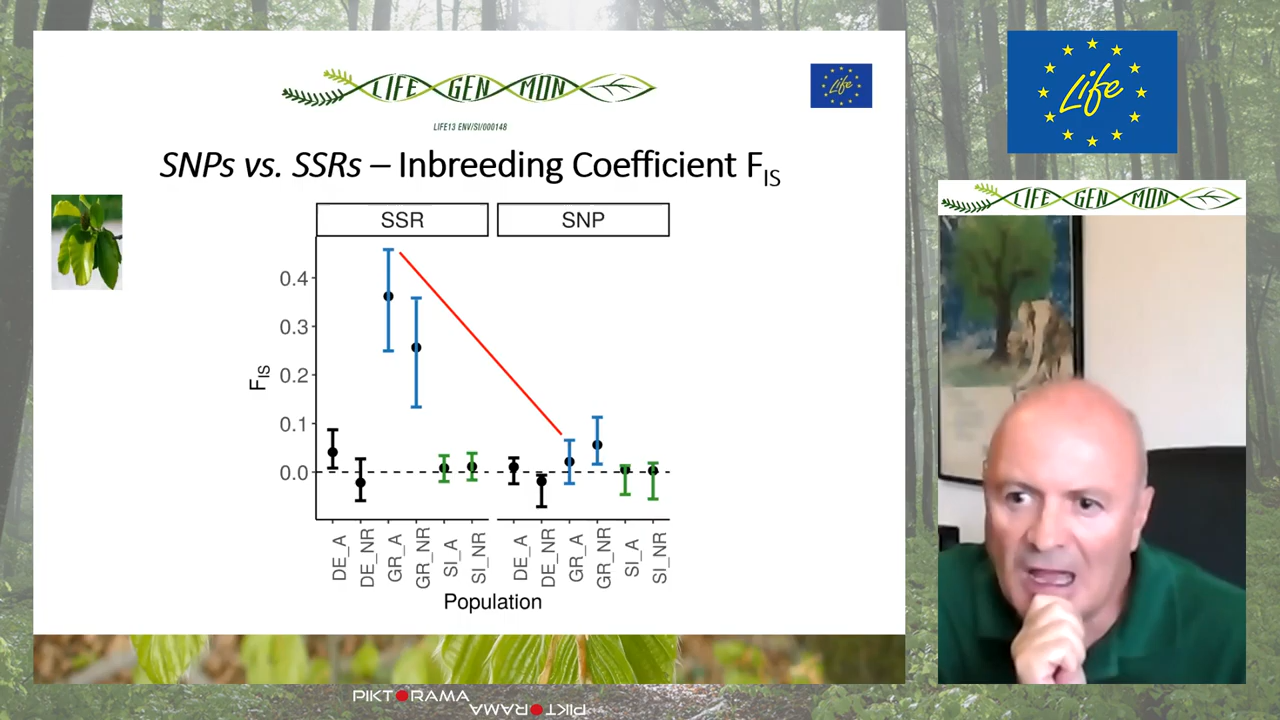 LIFE GEN MON
LIFE13 ENV/SI/000148
Life
SNPs vs. SSRs – Inbreeding Coefficient FIS
SSR
SNP
0.4
0.3
0.2
0.1
0.0
FIS
DE_A
DE_NR
GR_A
GR_NR
SI_A
SI_NR
DE_A
DE_NR
GR_A
GR_NR
SI_A
SI_NR
Population
Life
LIFE GEN MON
PIKTORAMA
PIKTORAMA